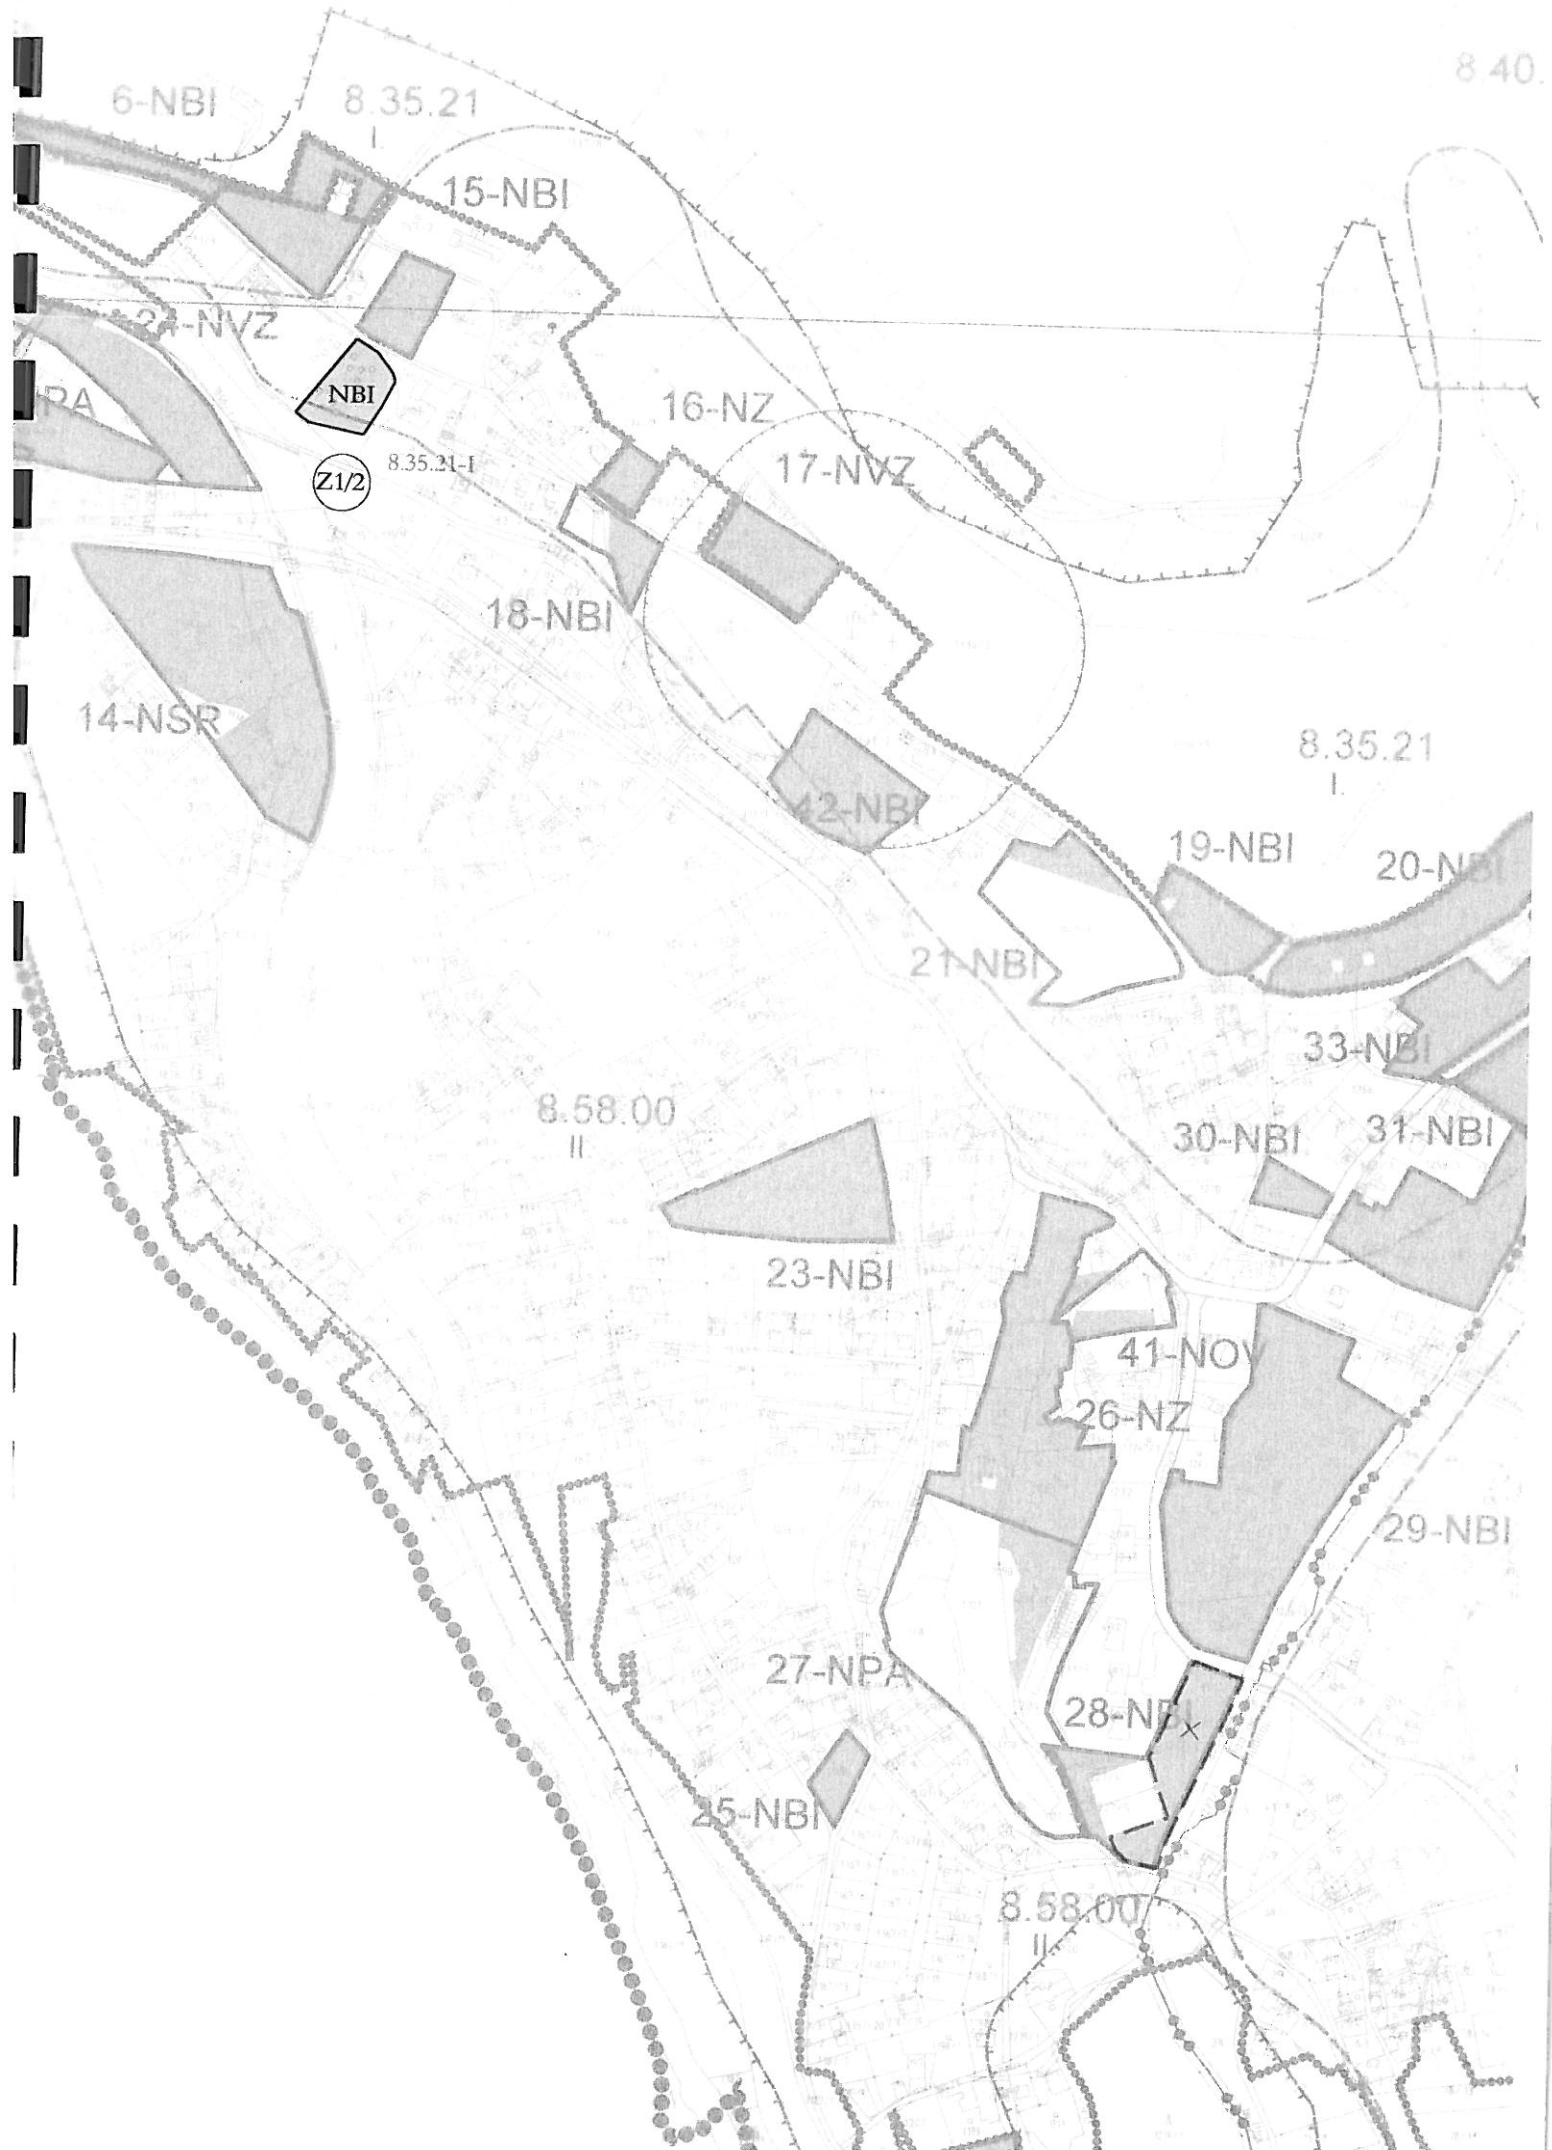 8 40.
6-NBI
8.35.21
I.
15-NBI
24-NVZ
NBI
16-NZ
8.35.21-I
17-NVZ
Z1/2
18-NBI
14-NSR
8.35.21
I.
42-NBI
19-NBI
20-NBI
21-NBI
33-NBI
8.58.00
II
30-NBI
31-NBI
23-NBI
41-NOV
26-NZ
29-NBI
27-NPA
28-NBI
X
25-NBI
8.58.00
II.